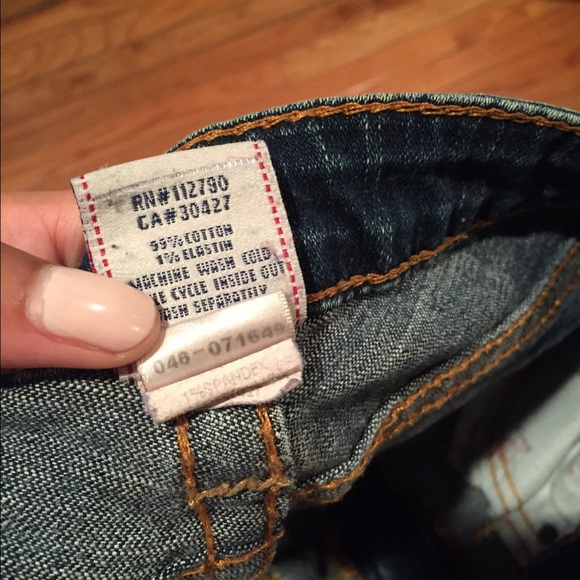 RN#112790
CA#30427
99% COTTON
1% ELASTIN
MACHINE WASH COLD
CYCLE INSIDE OUT
WASH SEPARATELY
046-071649
1% SPANDEX